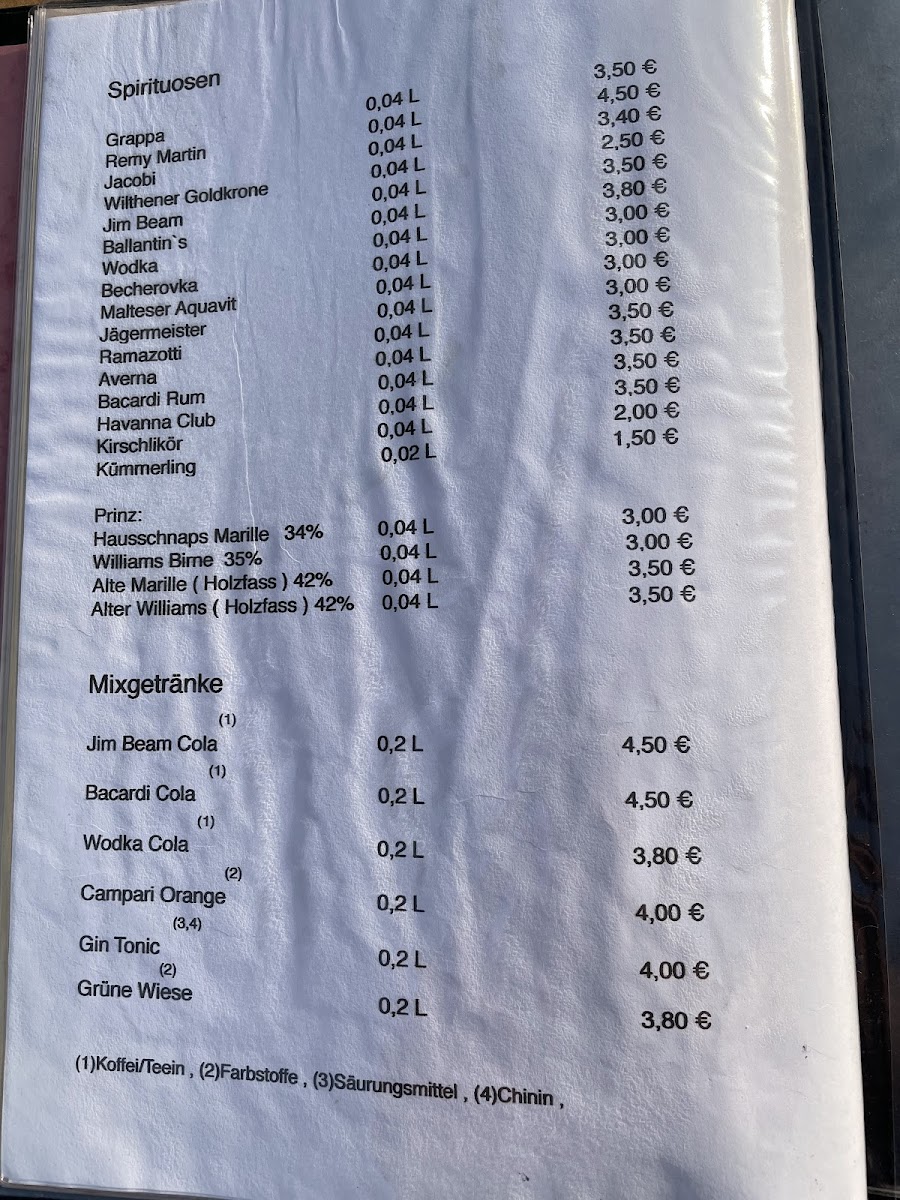 Spirituosen
Grappa 0,04 L 3,50 €
Remy Martin 0,04 L 4,50 €
Jacobi 0,04 L 3,40 €
Wilthener Goldkrone 0,04 L 2,50 €
Jim Beam 0,04 L 3,50 €
Ballantin`s 0,04 L 3,80 €
Wodka 0,04 L 3,00 €
Becherovka 0,04 L 3,00 €
Malteser Aquavit 0,04 L 3,00 €
Jägermeister 0,04 L 3,00 €
Ramazotti 0,04 L 3,50 €
Averna 0,04 L 3,50 €
Bacardi Rum 0,04 L 3,50 €
Havanna Club 0,04 L 3,50 €
Kirschlikör 0,04 L 2,00 €
Kümmerling 0,02 L 1,50 €
Prinz:
Hausschnaps Marille 34% 0,04 L 3,00 €
Williams Birne 35% 0,04 L 3,00 €
Alte Marille ( Holzfass ) 42% 0,04 L 3,50 €
Alter Williams ( Holzfass ) 42% 0,04 L 3,50 €
Mixgetränke
(1)
Jim Beam Cola 0,2 L 4,50 €
(1)
Bacardi Cola 0,2 L 4,50 €
(1)
Wodka Cola 0,2 L 3,80 €
(2)
Campari Orange 0,2 L 4,00 €
(3,4)
Gin Tonic 0,2 L 4,00 €
(2)
Grüne Wiese 0,2 L 3,80 €
(1)Koffei/Teein , (2)Farbstoffe , (3)Säurungsmittel , (4)Chinin ,